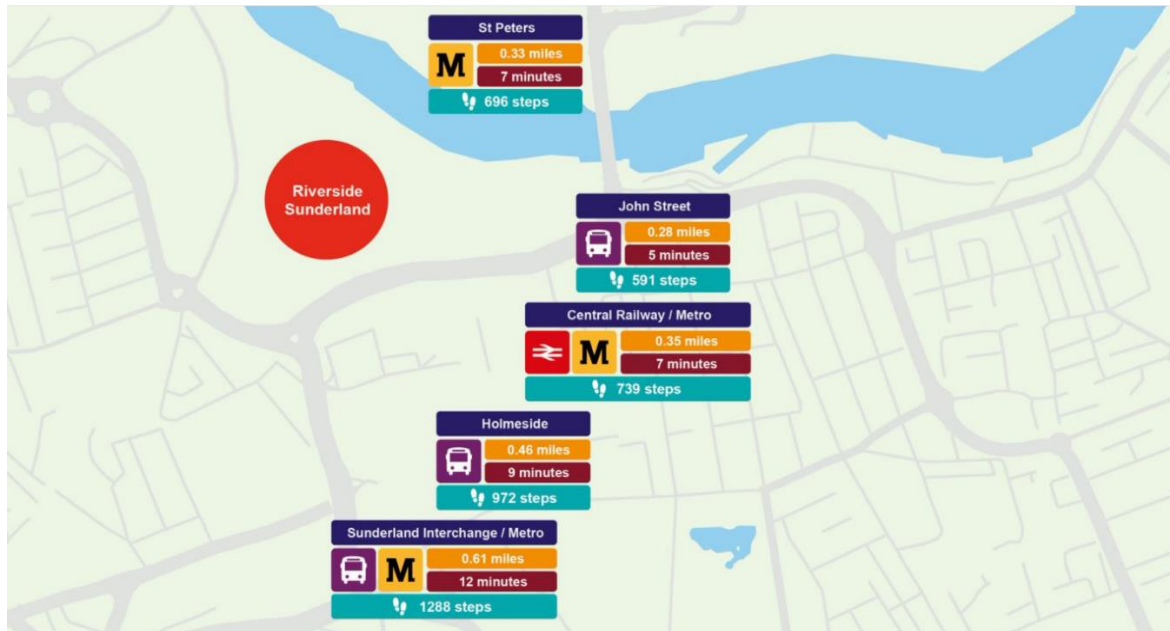 St Peters
M
0.33 miles
7 minutes
696 steps
Riverside
Sunderland
John Street
0.28 miles
5 minutes
591 steps
Central Railway / Metro
M
0.35 miles
7 minutes
739 steps
Holmeside
0.46 miles
9 minutes
972 steps
Sunderland Interchange / Metro
M
0.61 miles
12 minutes
1288 steps